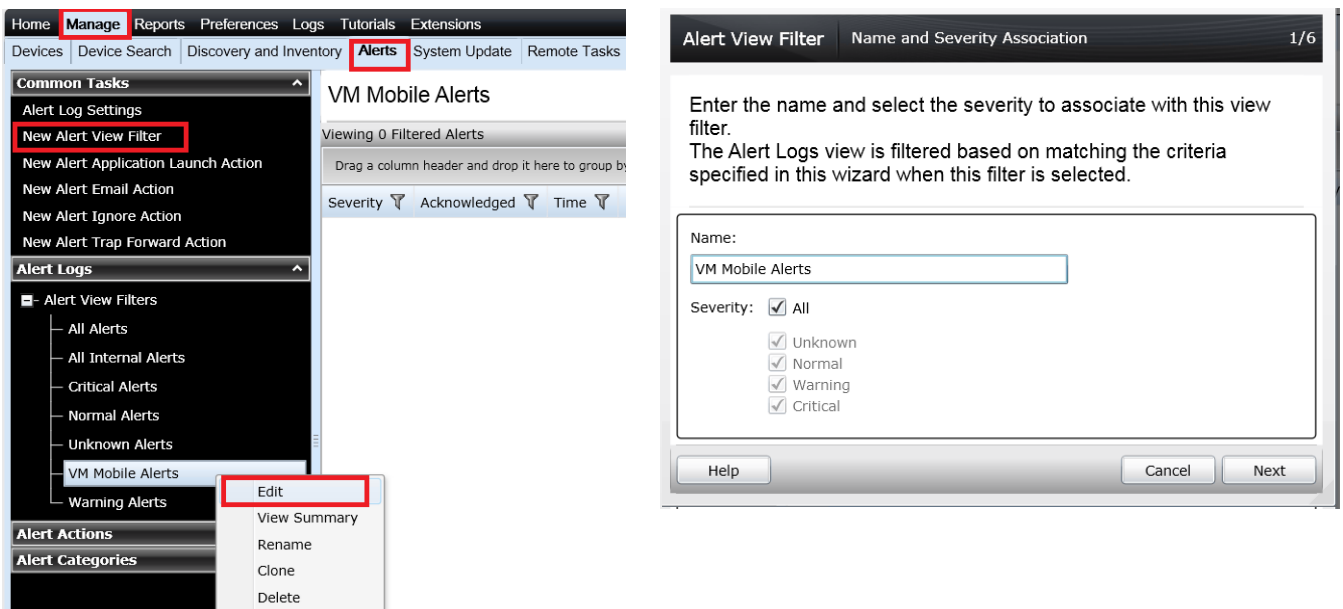 Home Manage Reports Preferences Logs Tutorials Extensions
Devices Device Search Discovery and Inventory Alerts System Update Remote Tasks
Common Tasks
Alert Log Settings
New Alert View Filter
New Alert Application Launch Action
New Alert Email Action
New Alert Ignore Action
New Alert Trap Forward Action
Alert Logs
Alert View Filters
All Alerts
All Internal Alerts
Critical Alerts
Normal Alerts
Unknown Alerts
VM Mobile Alerts
Warning Alerts
Alert Actions
Alert Categories
Edit
View Summary
Rename
Clone
Delete
VM Mobile Alerts
Viewing 0 Filtered Alerts
Drag a column header and drop it here to group by
Severity Acknowledged Time
Alert View Filter Name and Severity Association 1/6
Enter the name and select the severity to associate with this view
filter.
The Alert Logs view is filtered based on matching the criteria
specified in this wizard when this filter is selected.
Name:
VM Mobile Alerts
Severity: All
Unknown
Normal
Warning
Critical
Help Cancel Next